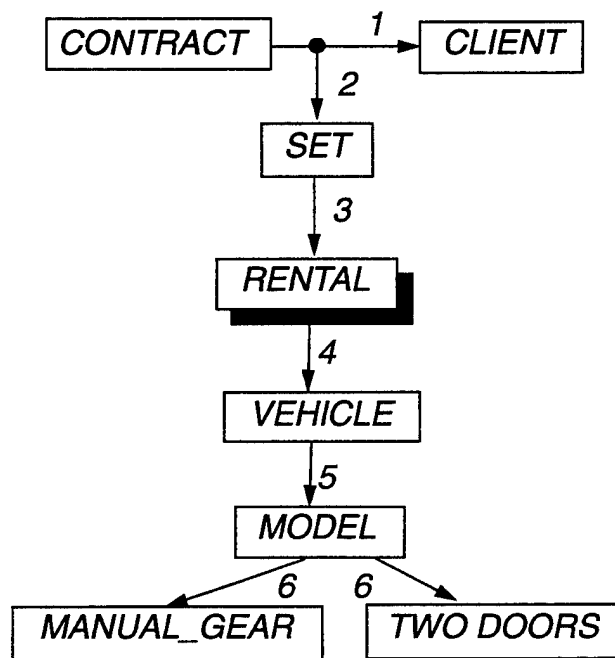 CONTRACT 1 CLIENT
2
SET
3
RENTAL
4
VEHICLE
5
MODEL
6 6
MANUAL_GEAR TWO DOORS